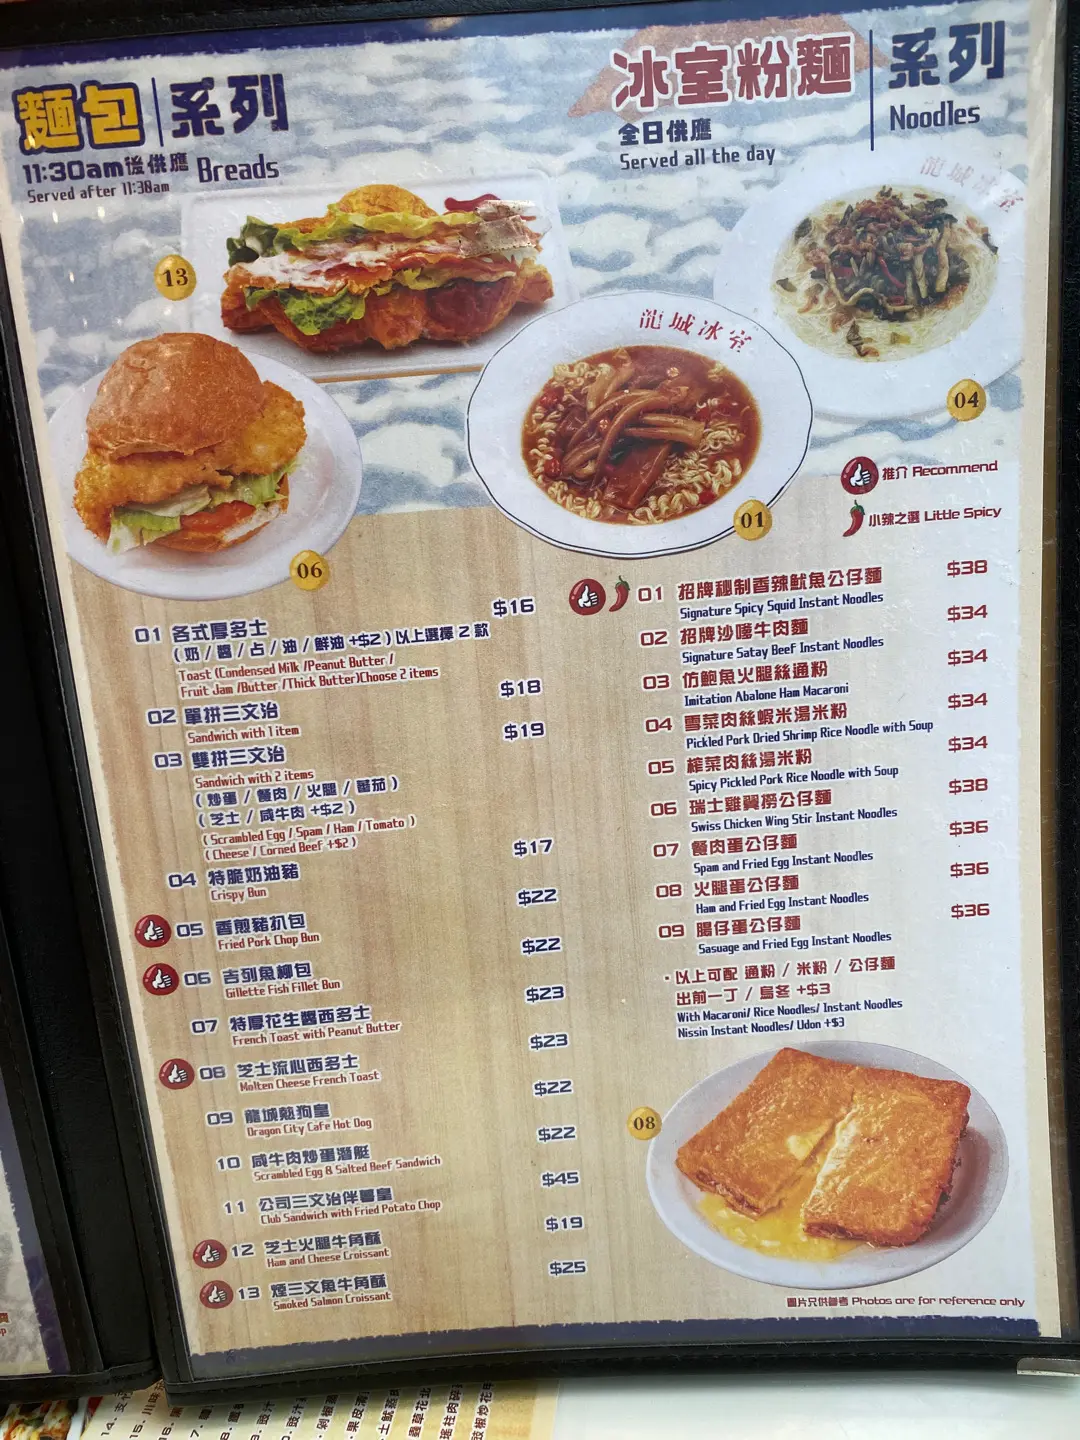 麵包 系列
11:30am後供應 Breads
Served after 11:30am
冰室粉麵 系列
全日供應 Noodles
Served all the day
龍城冰室
龍城冰室
13
04
06
01
推介 Recommend
小辣之選 Little Spicy
01 各式厚多士 $16
(奶/醬/占/油/鮮油+$2)以上選擇2款
Toast (Condensed Milk /Peanut Butter /
Fruit Jam /Butter /Thick Butter)Choose 2 items
02 單拼三文治 $18
Sandwich with 1 item
03 雙拼三文治 $19
Sandwich with 2 items
(炒蛋/餐肉/火腿/蕃茄)
(芝士/咸牛肉+$2)
(Scrambled Egg / Spam / Ham / Tomato )
(Cheese / Corned Beef +$2 )
04 特脆奶油豬 $17
Crispy Bun
05 香煎豬扒包 $22
Fried Pork Chop Bun
06 吉列魚柳包 $22
Gillette Fish Fillet Bun
07 特厚花生醬西多士 $23
French Toast with Peanut Butter
08 芝士流心西多士 $23
Molten Cheese French Toast
09 龍城熱狗皇 $22
Dragon City Cafe Hot Dog
10 咸牛肉炒蛋潛艇 $22
Scrambled Egg & Salted Beef Sandwich
11 公司三文治伴薯皇 $45
Club Sandwich with Fried Potato Chop
12 芝士火腿牛角酥 $19
Ham and Cheese Croissant
13 煙三文魚牛角酥 $25
Smoked Salmon Croissant
01 招牌秘制香辣魷魚公仔麵 $38
Signature Spicy Squid Instant Noodles
02 招牌沙嗲牛肉麵 $34
Signature Satay Beef Instant Noodles
03 仿鮑魚火腿絲通粉 $34
Imitation Abalone Ham Macaroni
04 雪菜肉絲蝦米湯米粉 $34
Pickled Pork Dried Shrimp Rice Noodle with Soup
05 榨菜肉絲湯米粉 $34
Spicy Pickled Pork Rice Noodle with Soup
06 瑞士雞翼撈公仔麵 $38
Swiss Chicken Wing Stir Instant Noodles
07 餐肉蛋公仔麵 $36
Spam and Fried Egg Instant Noodles
08 火腿蛋公仔麵 $36
Ham and Fried Egg Instant Noodles
09 腸仔蛋公仔麵 $36
Sasuage and Fried Egg Instant Noodles
·以上可配 通粉/米粉/公仔麵
出前一丁/烏冬+$3
With Macaroni/ Rice Noodles/ Instant Noodles
Nissin Instant Noodles/ Udon +$3
08
圖片只供參考 Photos are for reference only